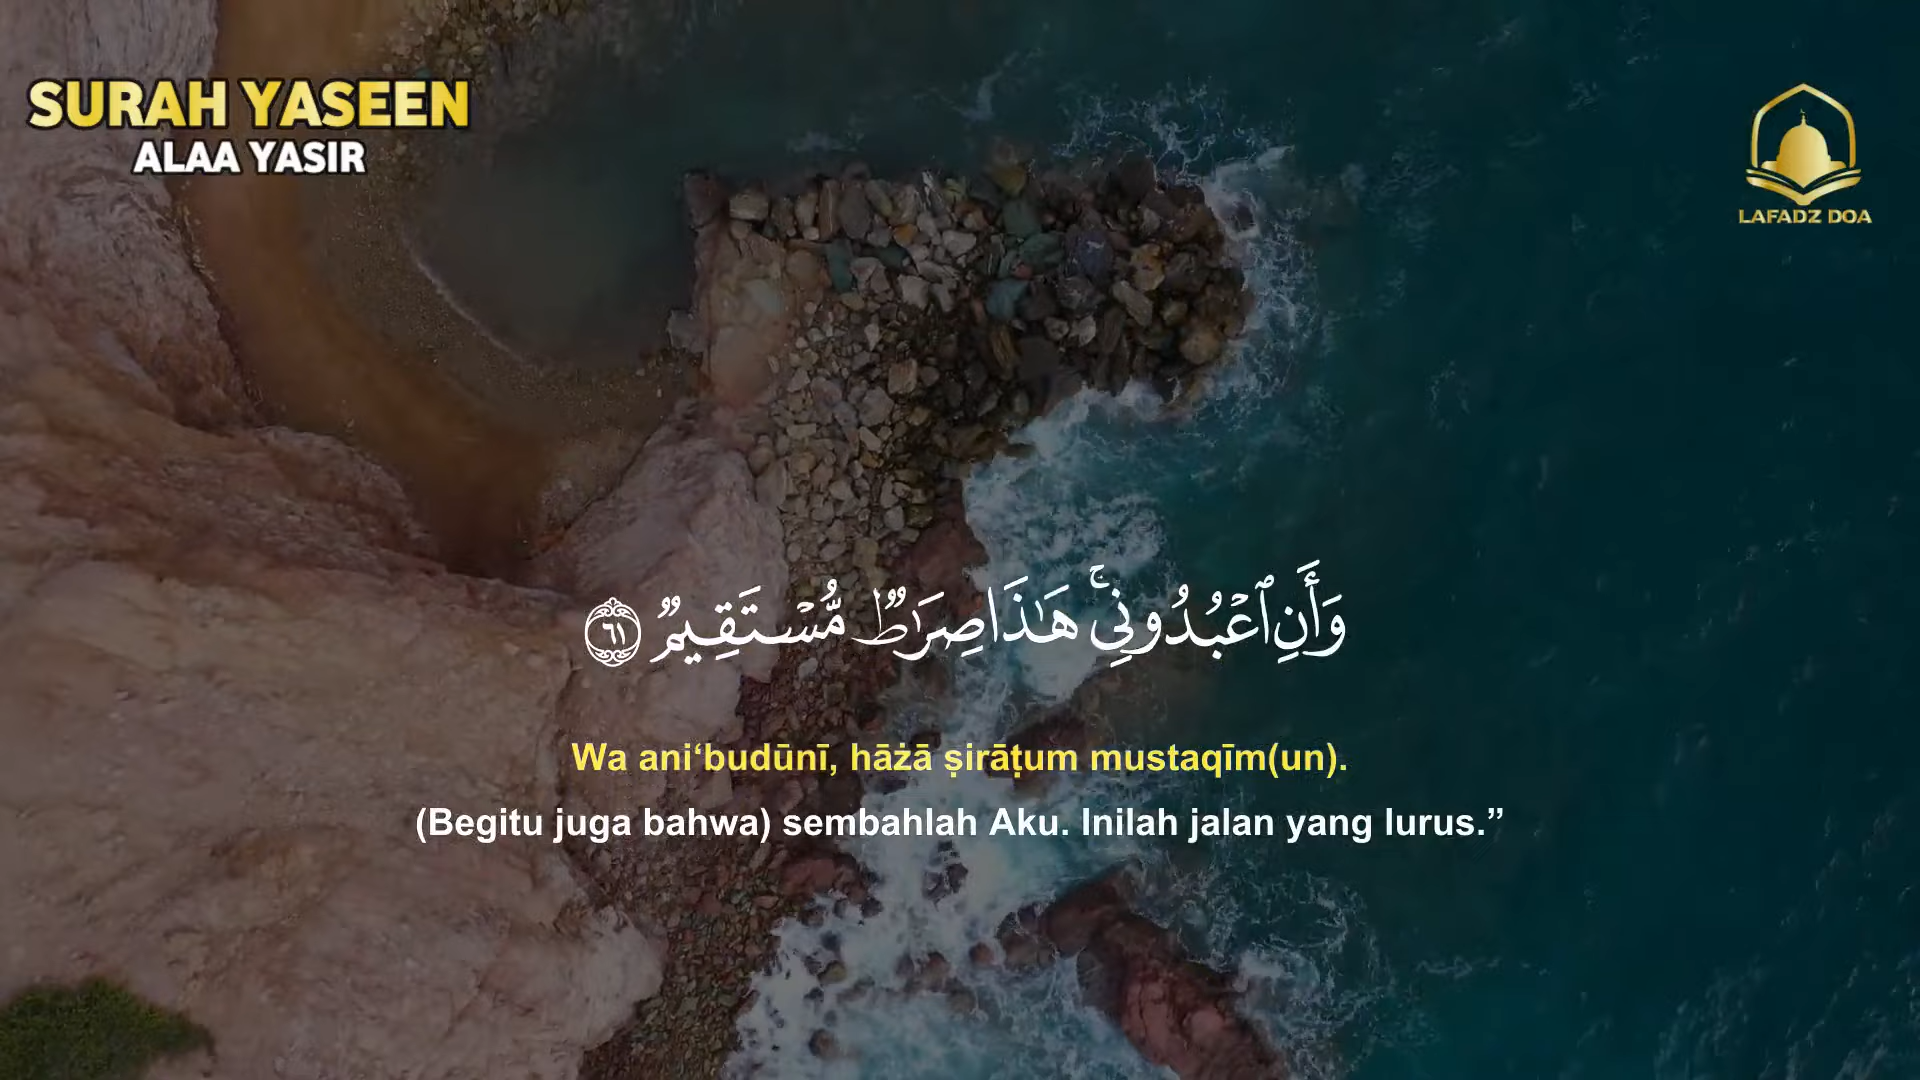 SURAH YASEEN
ALAA YASIR
LAFADZ DOA
وَأَنِ ٱعْبُدُونِىۚ هَـٰذَا صِرَٰطٌ مُّسْتَقِيمٌ ٦١
Wa ani‘budūnī, hāżā ṣirāṭum mustaqīm(un).
(Begitu juga bahwa) sembahlah Aku. Inilah jalan yang lurus.”